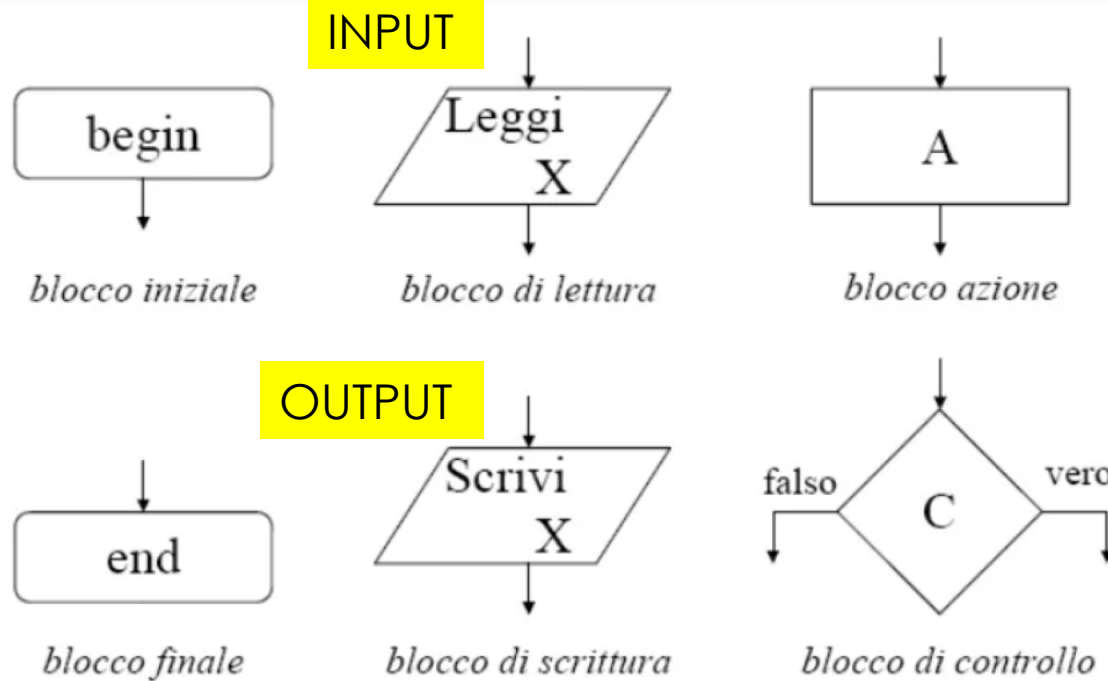 INPUT
begin
Leggi
X
A
blocco iniziale
blocco di lettura
blocco azione
OUTPUT
end
Scrivi
X
falso
C
vero
blocco finale
blocco di scrittura
blocco di controllo